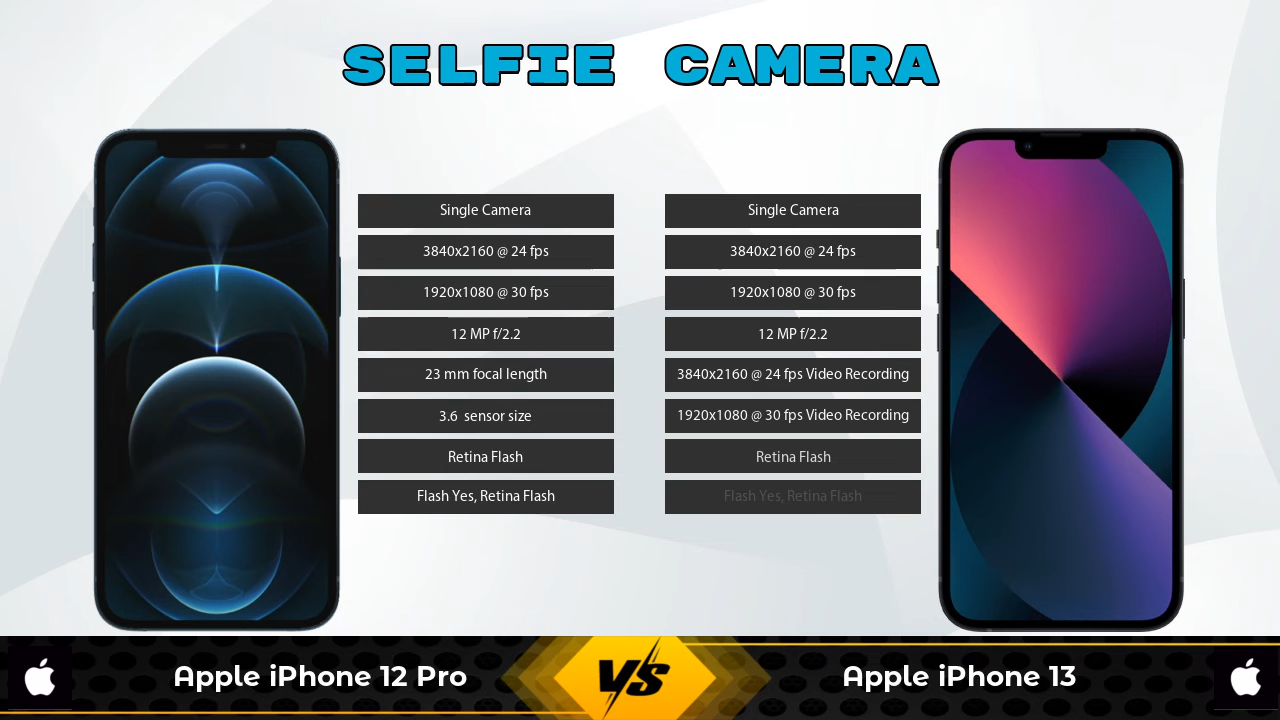 SELFIE CAMERA
Single Camera
3840x2160 @ 24 fps
1920x1080 @ 30 fps
12 MP f/2.2
23 mm focal length
3.6 sensor size
Retina Flash
Flash Yes, Retina Flash
Single Camera
3840x2160 @ 24 fps
1920x1080 @ 30 fps
12 MP f/2.2
3840x2160 @ 24 fps Video Recording
1920x1080 @ 30 fps Video Recording
Retina Flash
Flash Yes, Retina Flash
Apple iPhone 12 Pro
VS
Apple iPhone 13